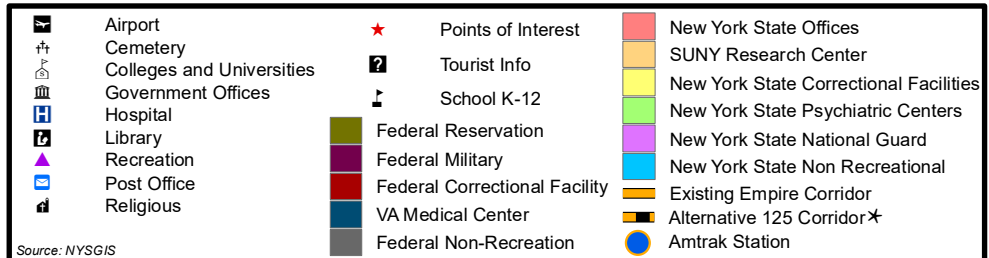 Airport
Cemetery
Colleges and Universities
Government Offices
Hospital
Library
Recreation
Post Office
Religious
Source: NYSGIS
Points of Interest
Tourist Info
School K-12
Federal Reservation
Federal Military
Federal Correctional Facility
VA Medical Center
Federal Non-Recreation
New York State Offices
SUNY Research Center
New York State Correctional Facilities
New York State Psychiatric Centers
New York State National Guard
New York State Non Recreational
Existing Empire Corridor
Alternative 125 Corridor*
Amtrak Station